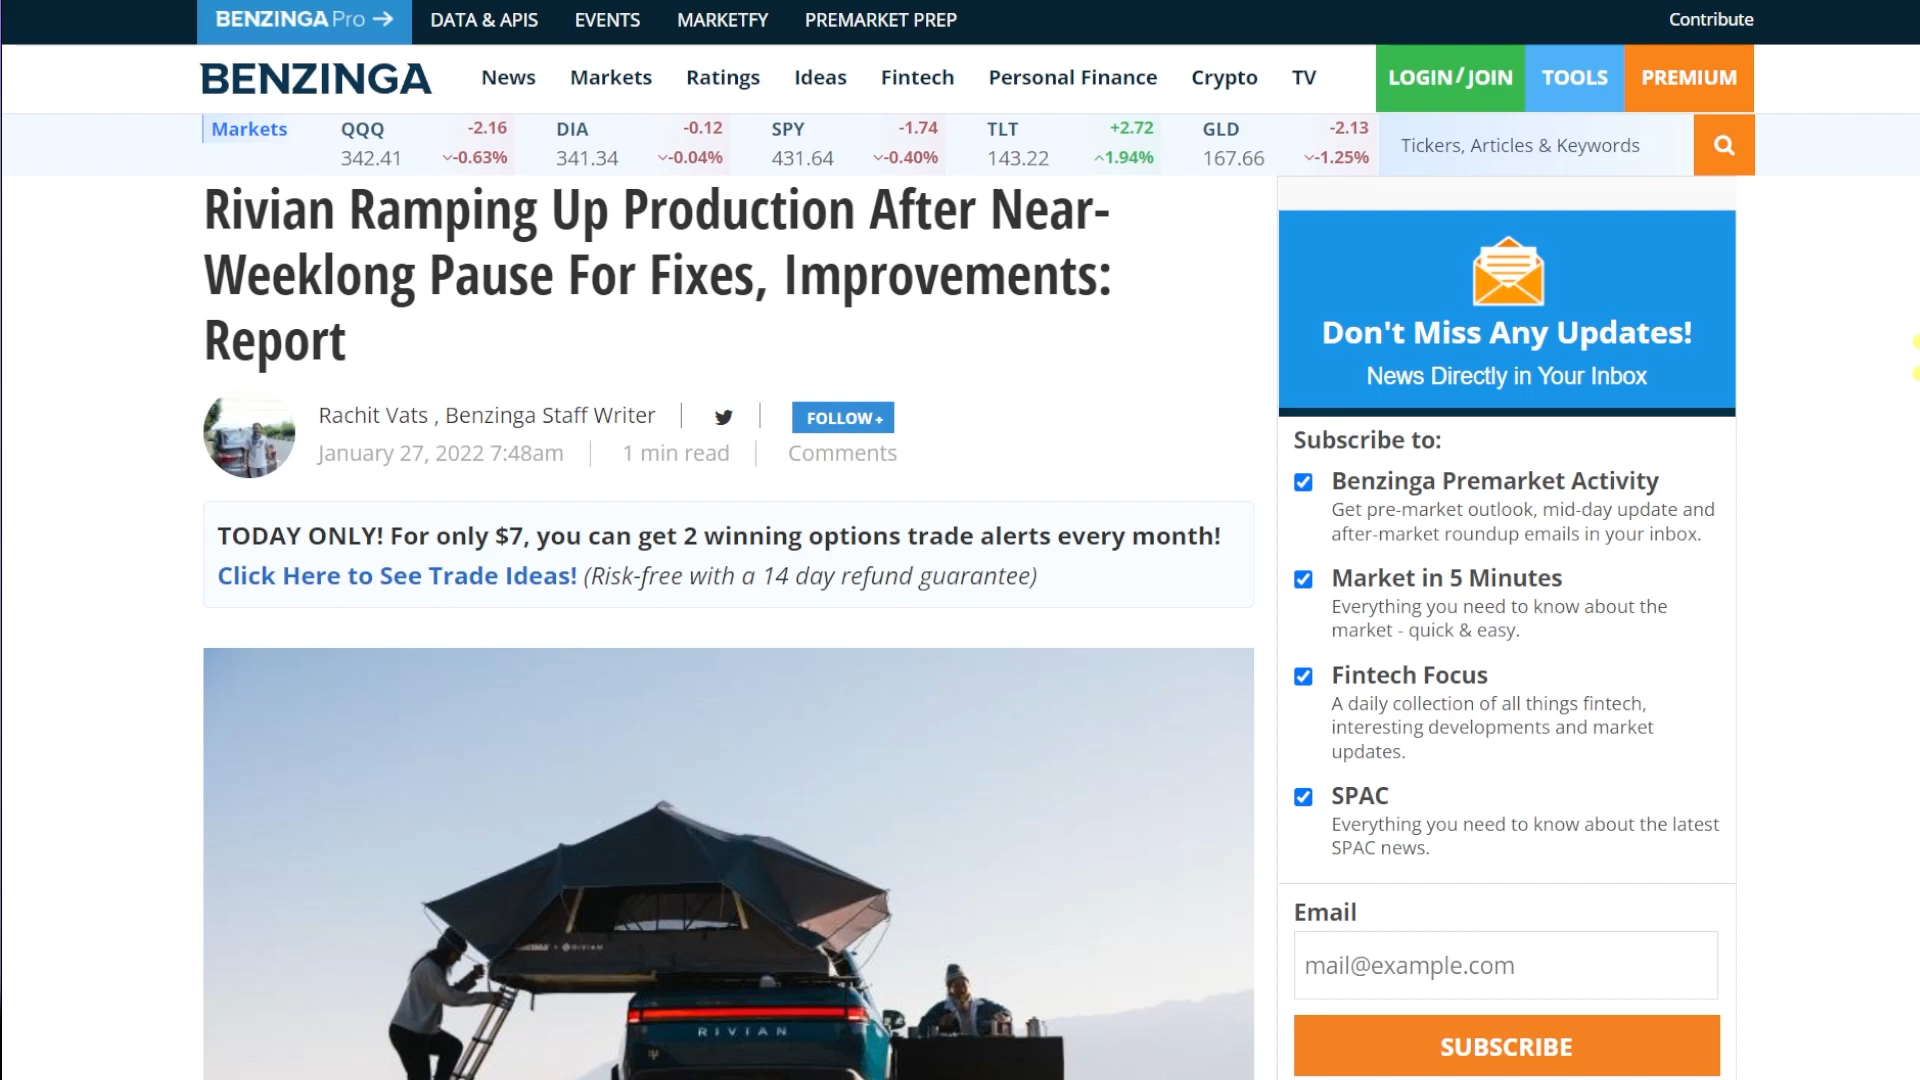 BENZINGA Pro → DATA & APIS EVENTS MARKETFY PREMARKET PREP Contribute
BENZINGA News Markets Ratings Ideas Fintech Personal Finance Crypto TV LOGIN/JOIN TOOLS PREMIUM
Markets QQQ -2.16 DIA -0.12 SPY -1.74 TLT +2.72 GLD -2.13
342.41 -0.63% 341.34 -0.04% 431.64 -0.40% 143.22 1.94% 167.66 -1.25%
Tickers, Articles & Keywords
Rivian Ramping Up Production After Near-
Weeklong Pause For Fixes, Improvements:
Report
Rachit Vats , Benzinga Staff Writer FOLLOW+
January 27, 2022 7:48am 1 min read Comments
TODAY ONLY! For only $7, you can get 2 winning options trade alerts every month!
Click Here to See Trade Ideas! (Risk-free with a 14 day refund guarantee)
RIVIAN
RIVIAN
Don't Miss Any Updates!
News Directly in Your Inbox
Subscribe to:
Benzinga Premarket Activity
Get pre-market outlook, mid-day update and
after-market roundup emails in your inbox.
Market in 5 Minutes
Everything you need to know about the
market - quick & easy.
Fintech Focus
A daily collection of all things fintech,
interesting developments and market
updates.
SPAC
Everything you need to know about the latest
SPAC news.
Email
mail@example.com
SUBSCRIBE